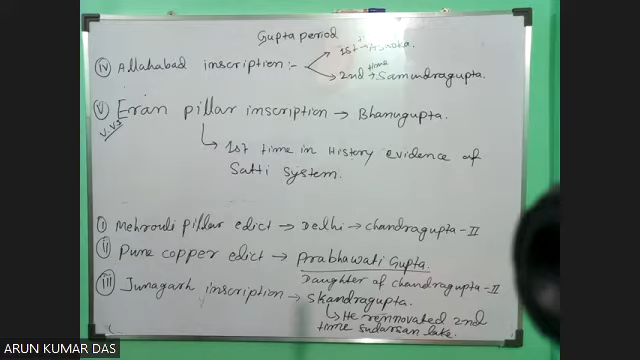 Gupta period
1st → Asoka.
(iv) Allahabad inscription:-
2nd time → Samundragupta.
(v) Eran pillar inscription → Bhanugupta.
V.V.I
1st time in History evidence of
Satti system.
(i) Mehrouli pillar edict → Delhi → chandragupta-II
(ii) Pune copper edict → Prabhawati Gupta.
Daughter of chandragupta-II
(iii) Junagarh inscription → Skandragupta.
He rennovated 2nd
time sudarsan lake.
ARUN KUMAR DAS